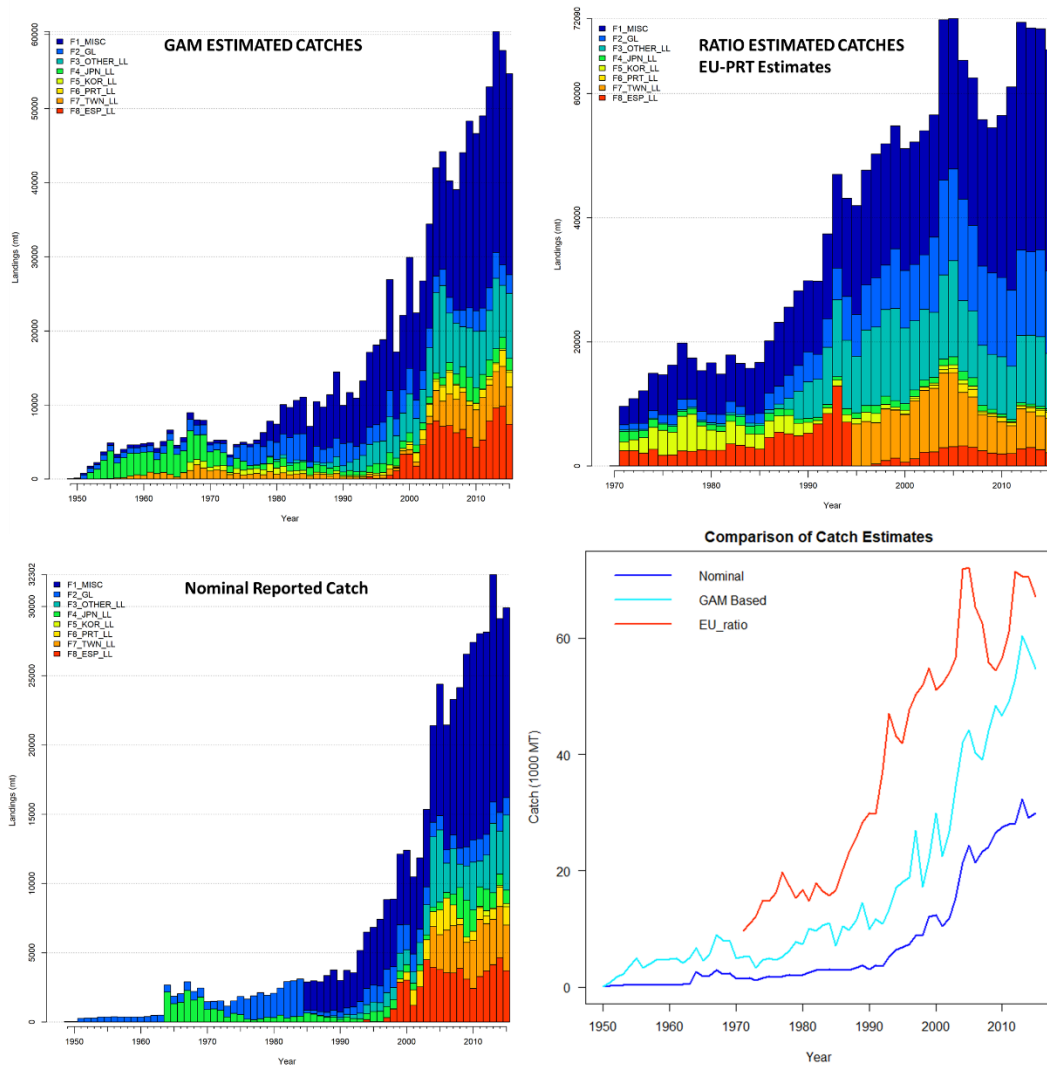 GAM ESTIMATED CATCHES
F1_MISC
F2_GL
F3_OTHER_LL
F4_JPN_LL
F5_KOR_LL
F6_PRT_LL
F7_TWN_LL
F8_ESP_LL
Landings (mt)
60000
50000
40000
30000
20000
10000
0
1950 1960 1970 1980 1990 2000 2010
Year
RATIO ESTIMATED CATCHES
EU-PRT Estimates
F1_MISC
F2_GL
F3_OTHER_LL
F4_JPN_LL
F5_KOR_LL
F6_PRT_LL
F7_TWN_LL
F8_ESP_LL
Landings (mt)
72090
60000
40000
20000
0
1970 1980 1990 2000 2010
Year
Nominal Reported Catch
F1_MISC
F2_GL
F3_OTHER_LL
F4_JPN_LL
F5_KOR_LL
F6_PRT_LL
F7_TWN_LL
F8_ESP_LL
Landings (mt)
32302
30000
25000
20000
15000
10000
5000
0
1950 1960 1970 1980 1990 2000 2010
Year
Comparison of Catch Estimates
Nominal
GAM Based
EU_ratio
Catch (1000 MT)
60
40
20
0
1950 1960 1970 1980 1990 2000 2010
Year